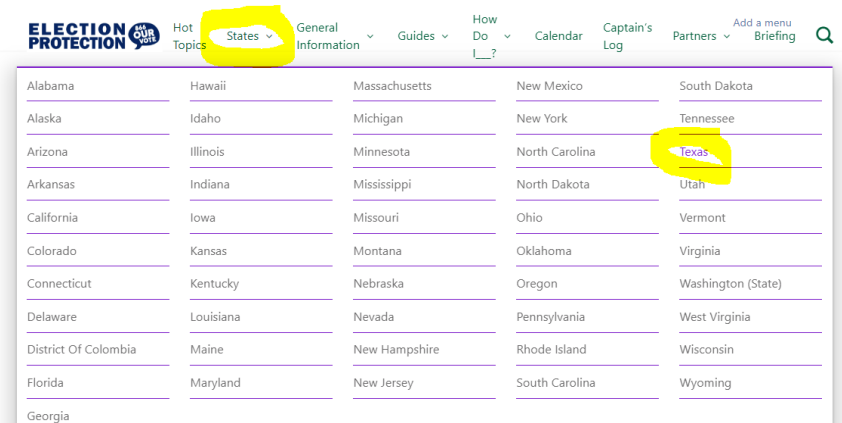 ELECTION PROTECTION 866 OUR VOTE
Hot Topics
States
General Information
Guides
How Do I___?
Calendar
Captain's Log
Partners
Add a menu
Briefing
Alabama Hawaii Massachusetts New Mexico South Dakota
Alaska Idaho Michigan New York Tennessee
Arizona Illinois Minnesota North Carolina Texas
Arkansas Indiana Mississippi North Dakota Utah
California Iowa Missouri Ohio Vermont
Colorado Kansas Montana Oklahoma Virginia
Connecticut Kentucky Nebraska Oregon Washington (State)
Delaware Louisiana Nevada Pennsylvania West Virginia
District Of Colombia Maine New Hampshire Rhode Island Wisconsin
Florida Maryland New Jersey South Carolina Wyoming
Georgia